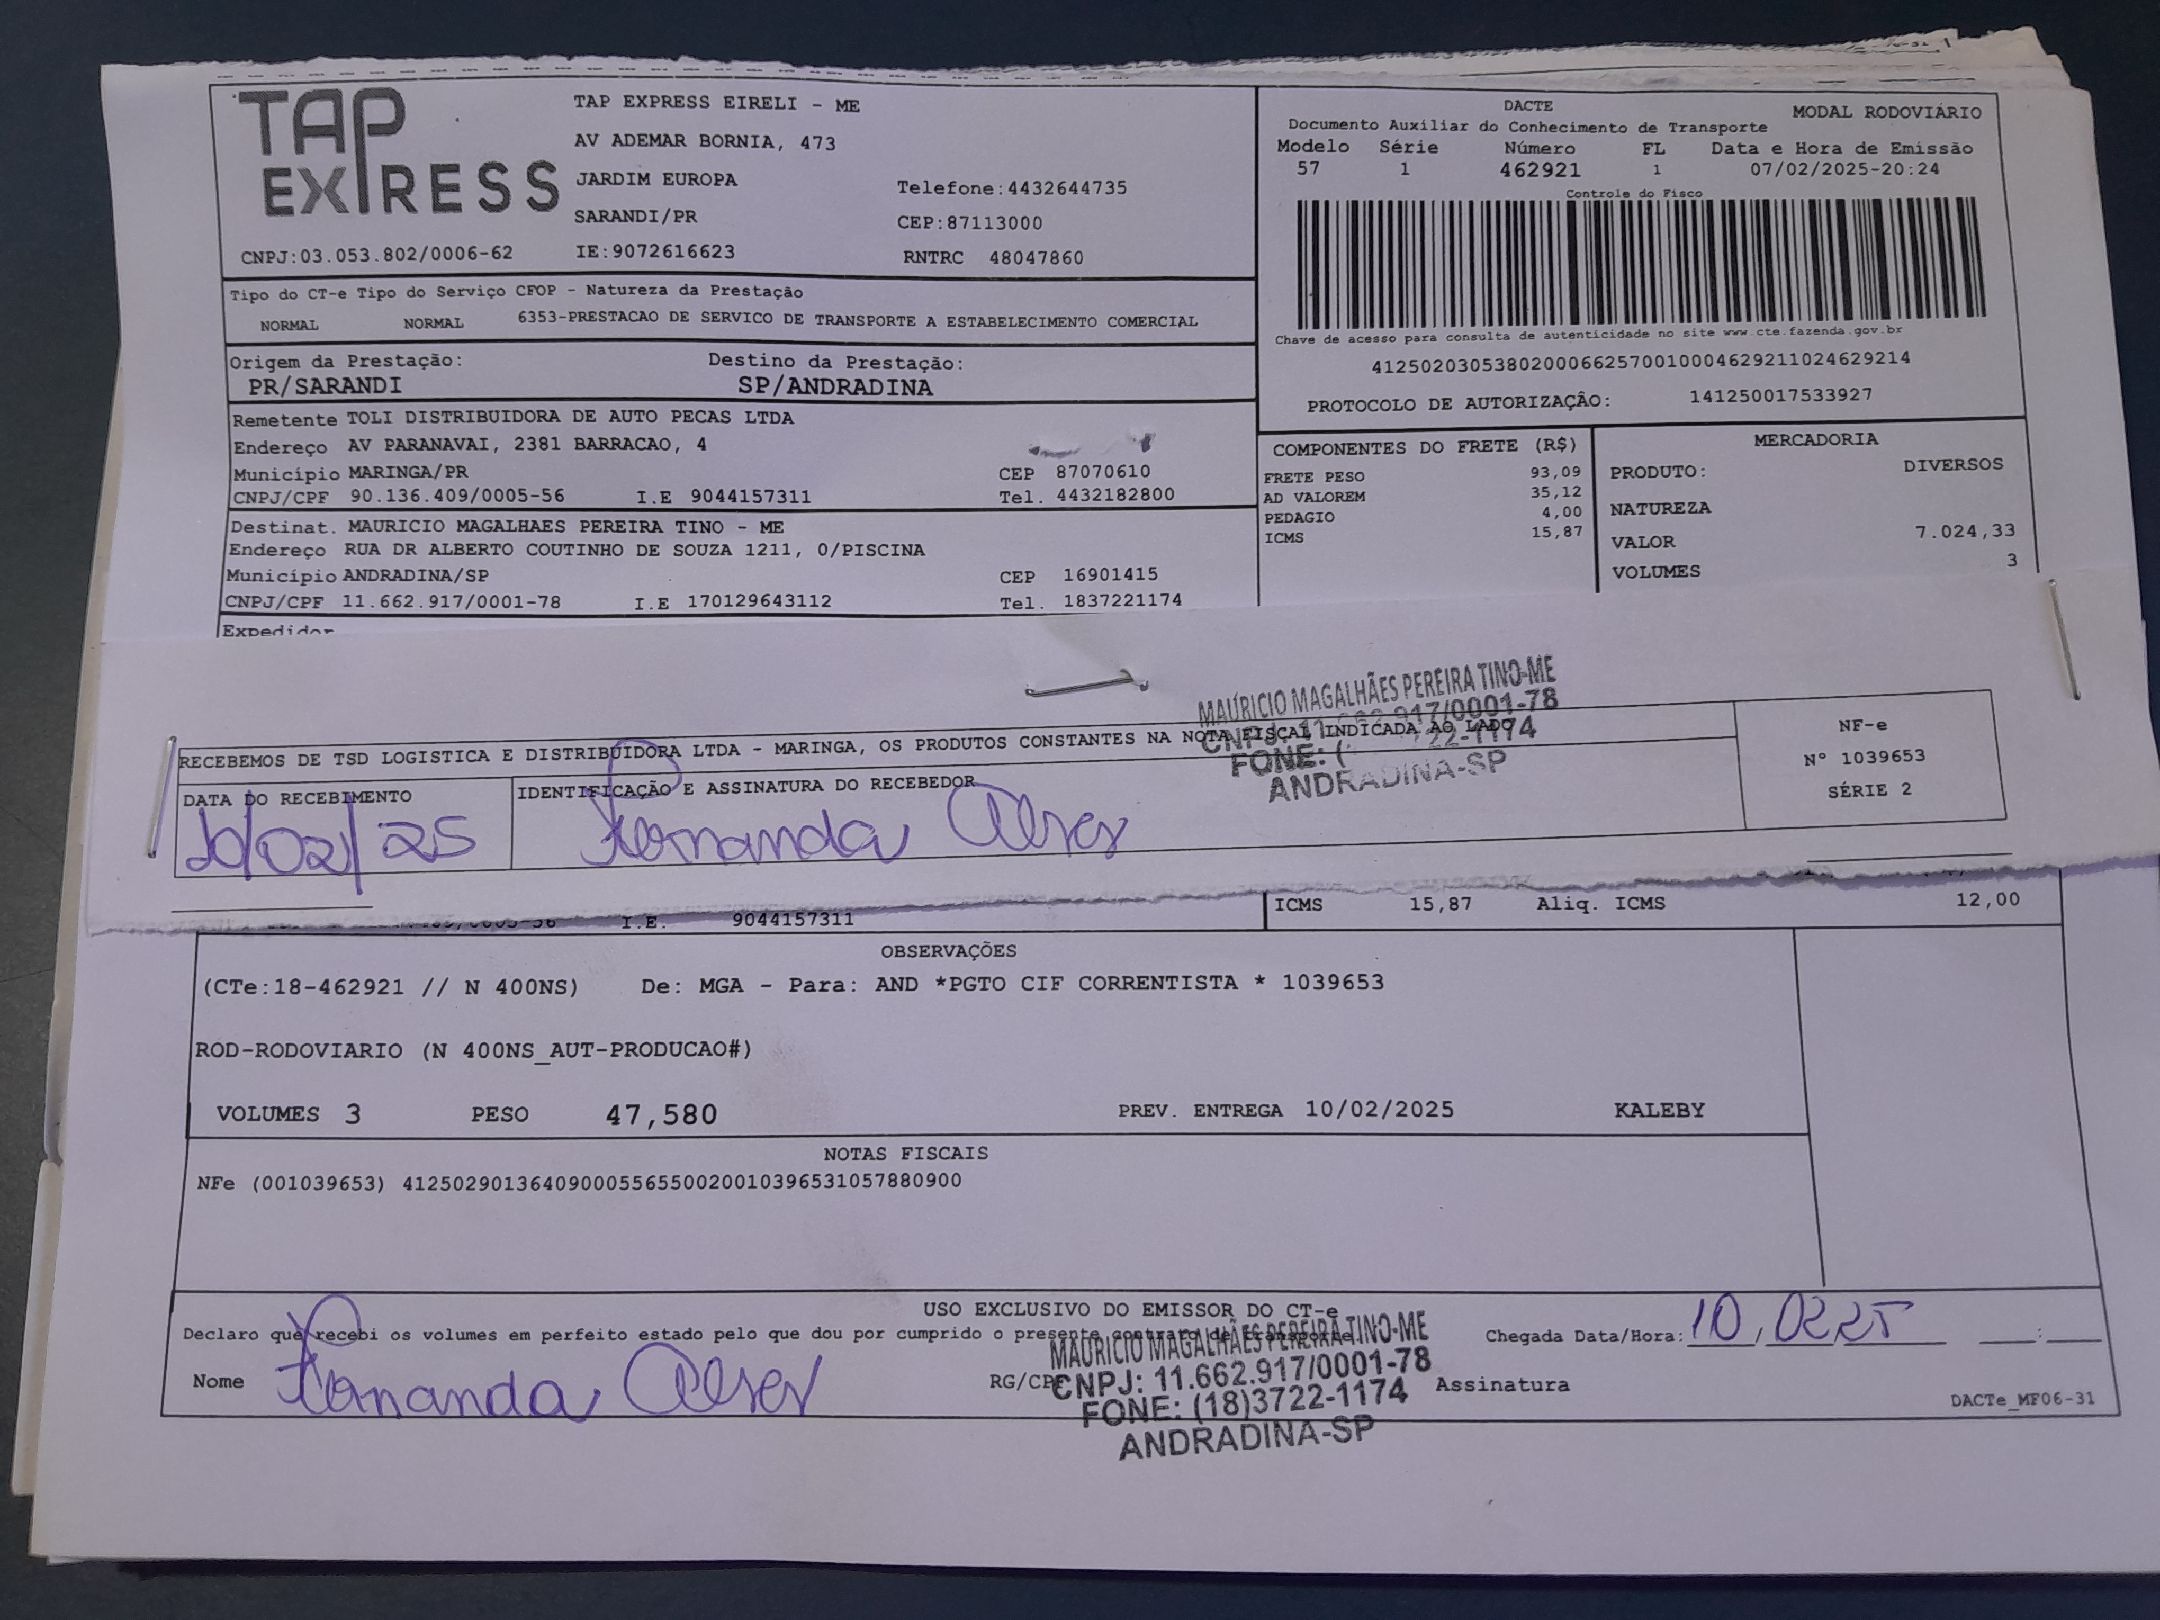 TAP EXPRESS
TAP EXPRESS EIRELI - ME
AV ADEMAR BORNIA, 473
JARDIM EUROPA
Telefone:4432644735
SARANDI/PR
CEP:87113000
CNPJ:03.053.802/0006-62
IE:9072616623
RNTRC 48047860
DACTE
MODAL RODOVIÁRIO
Documento Auxiliar do Conhecimento de Transporte
Modelo Série Número FL Data e Hora de Emissão
57 1 462921 1 07/02/2025-20:24
Controle do Fisco
Chave de acesso para consulta de autenticidade no site www.cte.fazenda.gov.br
41250203053802000662570010004629211024629214
PROTOCOLO DE AUTORIZAÇÃO: 141250017533927
Tipo do CT-e Tipo do Serviço CFOP - Natureza da Prestação
NORMAL NORMAL 6353-PRESTACAO DE SERVICO DE TRANSPORTE A ESTABELECIMENTO COMERCIAL
Origem da Prestação: Destino da Prestação:
PR/SARANDI SP/ANDRADINA
Remetente TOLI DISTRIBUIDORA DE AUTO PECAS LTDA
Endereço AV PARANAVAI, 2381 BARRACAO, 4
Município MARINGA/PR CEP 87070610
CNPJ/CPF 90.136.409/0005-56 I.E 9044157311 Tel. 4432182800
Destinat. MAURICIO MAGALHAES PEREIRA TINO - ME
Endereço RUA DR ALBERTO COUTINHO DE SOUZA 1211, 0/PISCINA
Município ANDRADINA/SP CEP 16901415
CNPJ/CPF 11.662.917/0001-78 I.E 170129643112 Tel. 1837221174
Expedidor
COMPONENTES DO FRETE (R$)
FRETE PESO 93,09
AD VALOREM 35,12
PEDAGIO 4,00
ICMS 15,87
MERCADORIA
PRODUTO: DIVERSOS
NATUREZA
VALOR 7.024,33
VOLUMES 3
MAURICIO MAGALHÃES PEREIRA TINO-ME
CNPJ: 11.662.917/0001-78
FONE: ( 722-1174
ANDRADINA-SP
RECEBEMOS DE TSD LOGISTICA E DISTRIBUIDORA LTDA - MARINGA, OS PRODUTOS CONSTANTES NA NOTA FISCAL INDICADA AO LADO
DATA DO RECEBIMENTO
10/02/25
IDENTIFICAÇÃO E ASSINATURA DO RECEBEDOR
Fernanda Alves
NF-e
Nº 1039653
SÉRIE 2
I.E. 9044157311
ICMS 15,87 Aliq. ICMS 12,00
OBSERVAÇÕES
(CTe:18-462921 // N 400NS) De: MGA - Para: AND *PGTO CIF CORRENTISTA * 1039653
ROD-RODOVIARIO (N 400NS_AUT-PRODUCAO#)
VOLUMES 3 PESO 47,580 PREV. ENTREGA 10/02/2025 KALEBY
NOTAS FISCAIS
NFe (001039653) 41250290136409000556550020010396531057880900
USO EXCLUSIVO DO EMISSOR DO CT-e
Declaro que recebi os volumes em perfeito estado pelo que dou por cumprido o presente contrato de transporte
Chegada Data/Hora: 10/02/25 :
Nome Fernanda Alves
RG/CPF
Assinatura
MAURICIO MAGALHÃES PEREIRA TINO-ME
CNPJ: 11.662.917/0001-78
FONE: (18)3722-1174
ANDRADINA-SP
DACTe_MF06-31